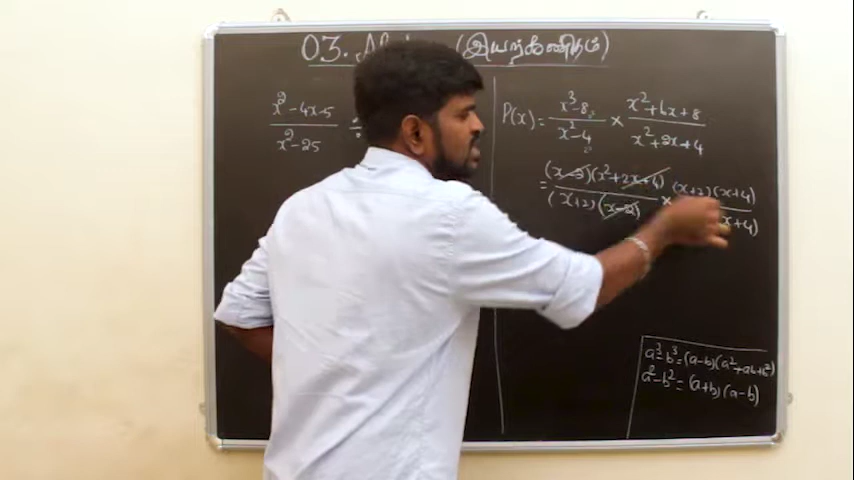 03. (இயற்கணிதம்)
x² - 4x - 5 / x² - 25 ÷
P(x) = x³ - 8 / x² - 4 × x² + 6x + 8 / x² + 2x + 4
= (x - 2)(x² + 2x + 4) / (x + 2)(x - 2) × (x + 2)(x + 4) / x + 4)
a³ - b³ = (a - b)(a² + ab + b²)
a² - b² = (a + b)(a - b)